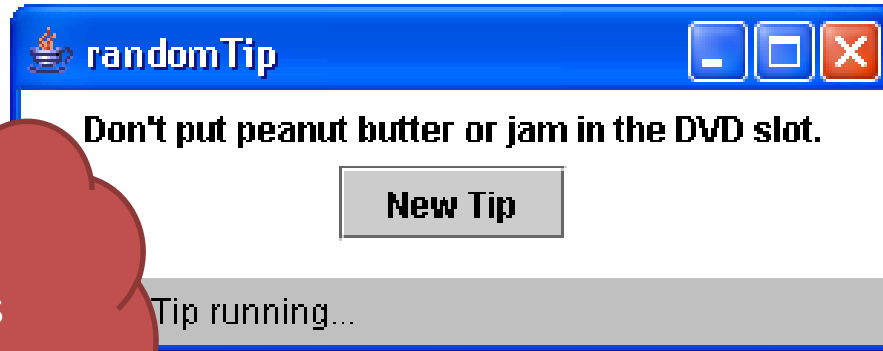 randomTip
Don't put peanut butter or jam in the DVD slot.
New Tip
Tip running...